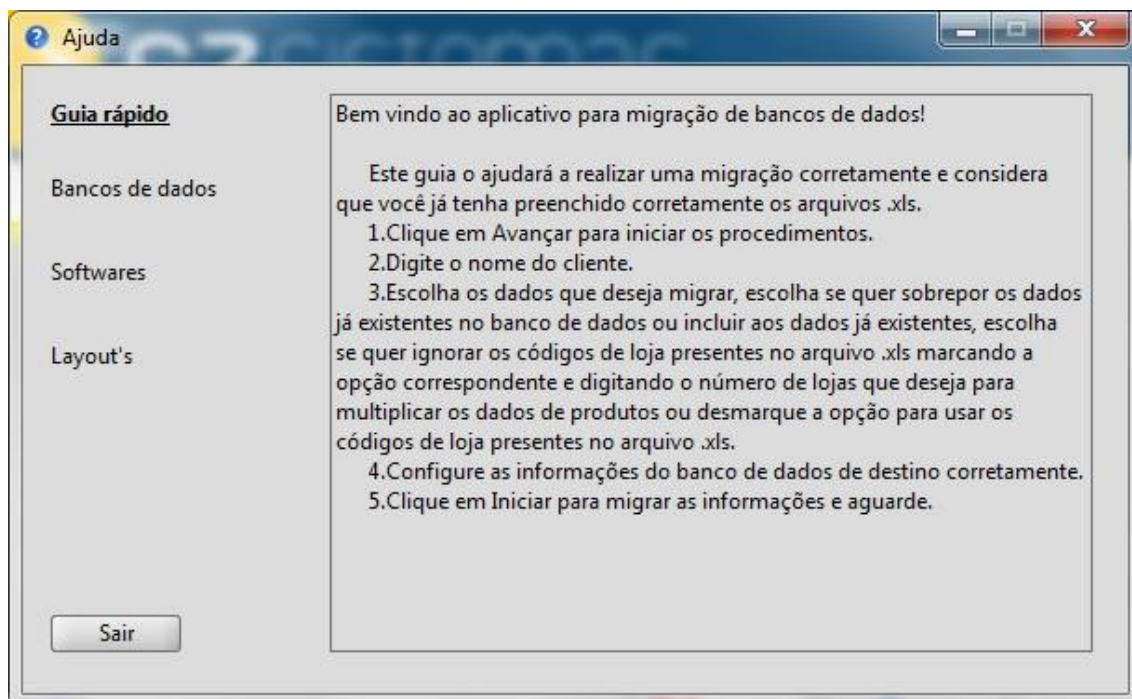 Ajuda
Guia rápido
Bancos de dados
Softwares
Layout's
Sair
Bem vindo ao aplicativo para migração de bancos de dados!
Este guia o ajudará a realizar uma migração corretamente e considera
que você já tenha preenchido corretamente os arquivos .xls.
1.Clique em Avançar para iniciar os procedimentos.
2.Digite o nome do cliente.
3.Escolha os dados que deseja migrar, escolha se quer sobrepor os dados
já existentes no banco de dados ou incluir aos dados já existentes, escolha
se quer ignorar os códigos de loja presentes no arquivo .xls marcando a
opção correspondente e digitando o número de lojas que deseja para
multiplicar os dados de produtos ou desmarque a opção para usar os
códigos de loja presentes no arquivo .xls.
4.Configure as informações do banco de dados de destino corretamente.
5.Clique em Iniciar para migrar as informações e aguarde.